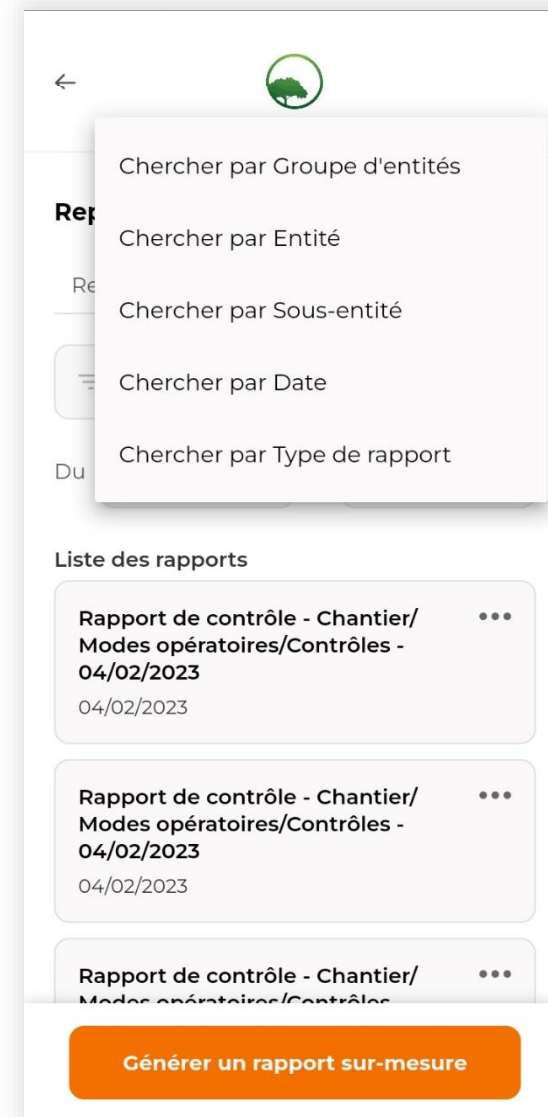 Chercher par Groupe d'entités
Chercher par Entité
Chercher par Sous-entité
Chercher par Date
Chercher par Type de rapport
Du
Liste des rapports
Rapport de contrôle - Chantier/
Modes opératoires/Contrôles -
04/02/2023
04/02/2023
Rapport de contrôle - Chantier/
Modes opératoires/Contrôles -
04/02/2023
04/02/2023
Rapport de contrôle - Chantier/
Modes opératoires/Contrôles
Générer un rapport sur-mesure